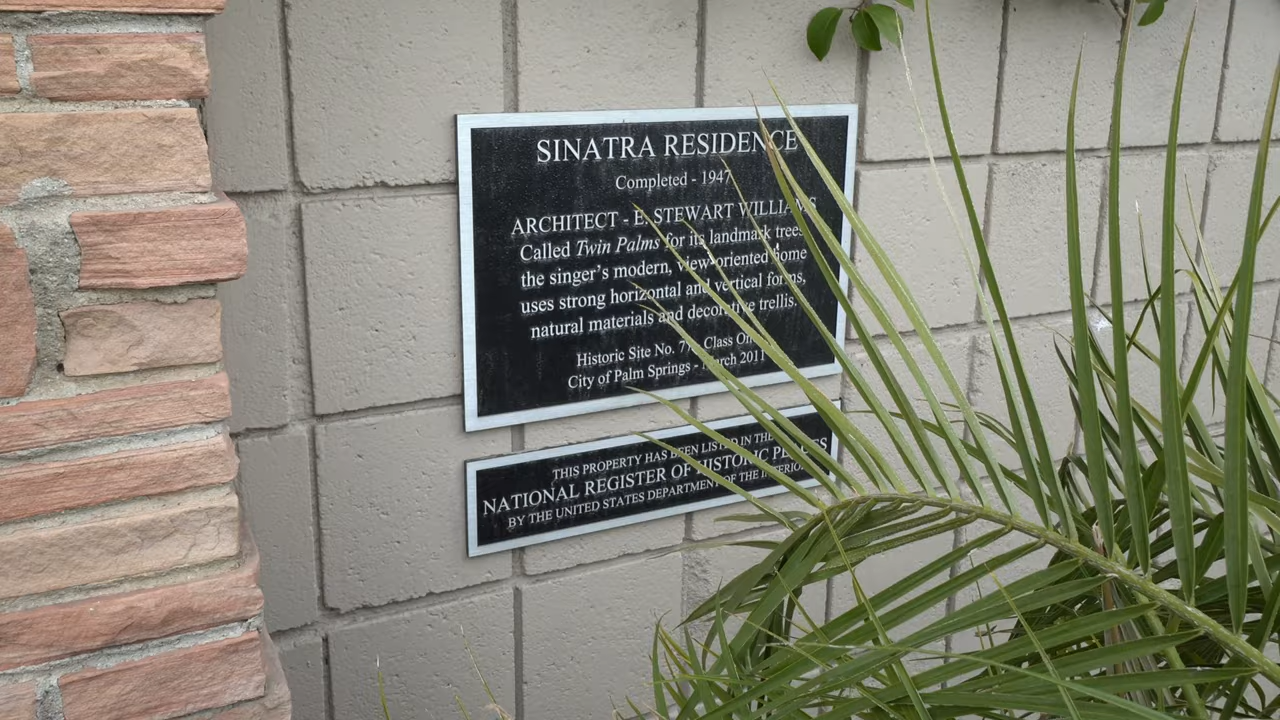 SINATRA RESIDENCE
Completed - 1947
ARCHITECT - E. STEWART WILLIAMS
Called Twin Palms for its landmark trees
the singer's modern, view-oriented home
uses strong horizontal and vertical forms,
natural materials and decorative trellis.
Historic Site No. Class
City of Palm Springs - March 2011
THIS PROPERTY HAS BEEN LISTED IN THE
NATIONAL REGISTER OF HISTORIC PLACES
BY THE UNITED STATES DEPARTMENT OF THE INTERIOR